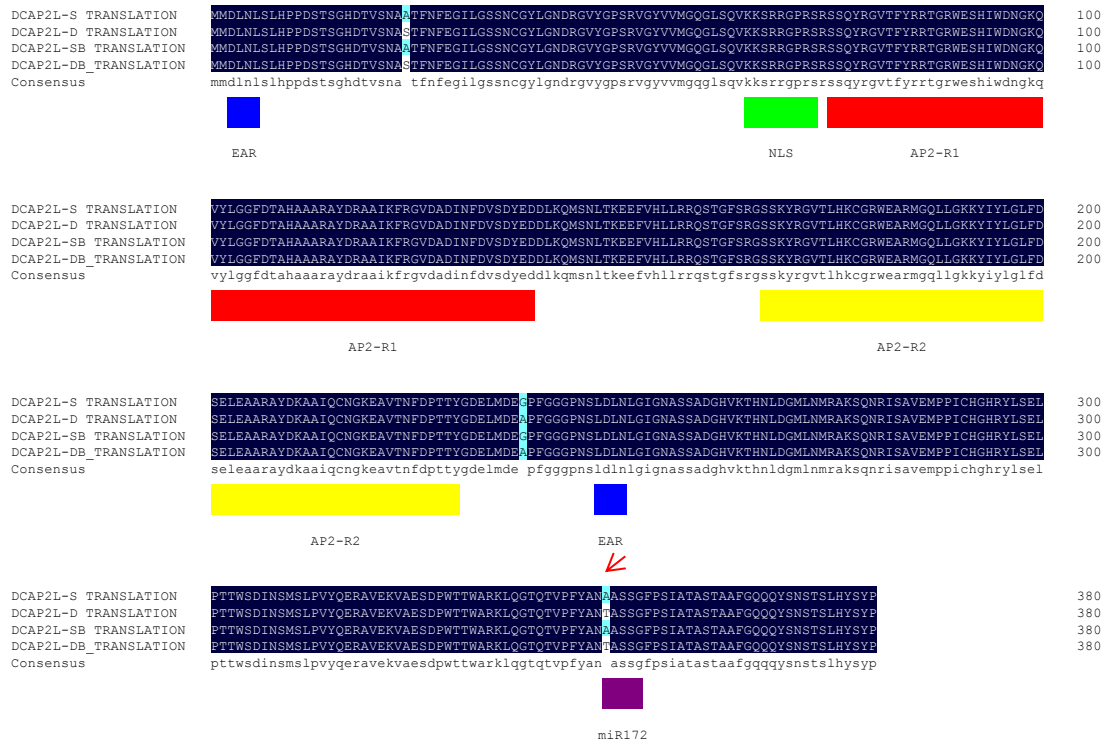 DCAP2L-S TRANSLATION MMDLNLSLHPPDSTSGHDTVSNAATFNFEGILGSSNCGYLGNDRGVYGPSRVGYVVMGQGLSQVKKSRRGPRSRSSQYRGVTFYRRTGRWESHIWDNGKQ 100
DCAP2L-D TRANSLATION MMDLNLSLHPPDSTSGHDTVSNASTFNFEGILGSSNCGYLGNDRGVYGPSRVGYVVMGQGLSQVKKSRRGPRSRSSQYRGVTFYRRTGRWESHIWDNGKQ 100
DCAP2L-SB TRANSLATION MMDLNLSLHPPDSTSGHDTVSNAATFNFEGILGSSNCGYLGNDRGVYGPSRVGYVVMGQGLSQVKKSRRGPRSRSSQYRGVTFYRRTGRWESHIWDNGKQ 100
DCAP2L-DB_TRANSLATION MMDLNLSLHPPDSTSGHDTVSNASTFNFEGILGSSNCGYLGNDRGVYGPSRVGYVVMGQGLSQVKKSRRGPRSRSSQYRGVTFYRRTGRWESHIWDNGKQ 100
Consensus mmdlnlslhppdstsghdtvsna tfnfegilgssncgylgndrgvygpsrvgyvvmgqglsqvkksrrgprsrssqyrgvtfyrrtgrweshiwdngkq
EAR NLS AP2-R1
DCAP2L-S TRANSLATION VYLGGFDTAHAAARAYDRAAIKFRGVDADINFDVSDYEDDLKQMSNLTKEEFVHLLRRQSTGFSRGSSKYRGVTLHKCGRWEARMGQLLGKKYIYLGLFD 200
DCAP2L-D TRANSLATION VYLGGFDTAHAAARAYDRAAIKFRGVDADINFDVSDYEDDLKQMSNLTKEEFVHLLRRQSTGFSRGSSKYRGVTLHKCGRWEARMGQLLGKKYIYLGLFD 200
DCAP2L-SB TRANSLATION VYLGGFDTAHAAARAYDRAAIKFRGVDADINFDVSDYEDDLKQMSNLTKEEFVHLLRRQSTGFSRGSSKYRGVTLHKCGRWEARMGQLLGKKYIYLGLFD 200
DCAP2L-DB_TRANSLATION VYLGGFDTAHAAARAYDRAAIKFRGVDADINFDVSDYEDDLKQMSNLTKEEFVHLLRRQSTGFSRGSSKYRGVTLHKCGRWEARMGQLLGKKYIYLGLFD 200
Consensus vylggfdtahaaaraydraaikfrgvdadinfdvsdyeddlkqmsnltkeefvhllrrqstgfsrgsskyrgvtlhkcgrwearmgqllgkkyiylglfd
AP2-R1 AP2-R2
DCAP2L-S TRANSLATION SELEAARAYDKAAIQCNGKEAVTNFDPTTYGDELMDEGPFGGGPNSLDLNLGIGNASSADGHVKTHNLDGMLNMRAKSQNRISAVEMPPICHGHRYLSEL 300
DCAP2L-D TRANSLATION SELEAARAYDKAAIQCNGKEAVTNFDPTTYGDELMDEAPFGGGPNSLDLNLGIGNASSADGHVKTHNLDGMLNMRAKSQNRISAVEMPPICHGHRYLSEL 300
DCAP2L-SB TRANSLATION SELEAARAYDKAAIQCNGKEAVTNFDPTTYGDELMDEGPFGGGPNSLDLNLGIGNASSADGHVKTHNLDGMLNMRAKSQNRISAVEMPPICHGHRYLSEL 300
DCAP2L-DB_TRANSLATION SELEAARAYDKAAIQCNGKEAVTNFDPTTYGDELMDEAPFGGGPNSLDLNLGIGNASSADGHVKTHNLDGMLNMRAKSQNRISAVEMPPICHGHRYLSEL 300
Consensus seleaaraydkaaiqcngkeavtnfdpttygdelmde pfgggpnsldlnlgignassadghvkthnldgmlnmraksqnrisavemppichghrylsel
AP2-R2 EAR
DCAP2L-S TRANSLATION PTTWSDINSMSLPVYQERAVEKVAESDPWTTWARKLQGTQTVPFYANAASSGFPSIATASTAAFGQQQYSNSTSLHYSYP 380
DCAP2L-D TRANSLATION PTTWSDINSMSLPVYQERAVEKVAESDPWTTWARKLQGTQTVPFYANTASSGFPSIATASTAAFGQQQYSNSTSLHYSYP 380
DCAP2L-SB TRANSLATION PTTWSDINSMSLPVYQERAVEKVAESDPWTTWARKLQGTQTVPFYANAASSGFPSIATASTAAFGQQQYSNSTSLHYSYP 380
DCAP2L-DB_TRANSLATION PTTWSDINSMSLPVYQERAVEKVAESDPWTTWARKLQGTQTVPFYANTASSGFPSIATASTAAFGQQQYSNSTSLHYSYP 380
Consensus pttwsdinsmslpvyqeravekvaesdpwttwarklqgtqtvpfyan assgfpsiatastaafgqqqysnstslhysyp
miR172